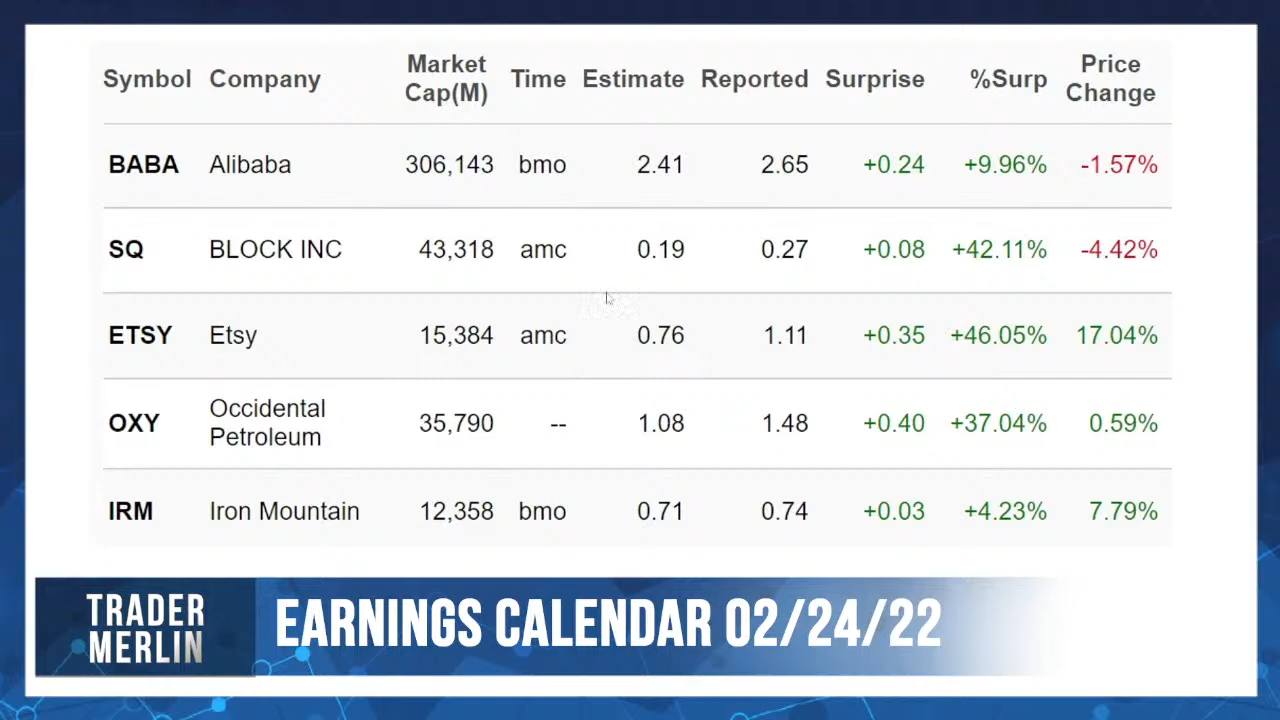 Symbol Company Market Cap(M) Time Estimate Reported Surprise %Surp Price Change
BABA Alibaba 306,143 bmo 2.41 2.65 +0.24 +9.96% -1.57%
SQ BLOCK INC 43,318 amc 0.19 0.27 +0.08 +42.11% -4.42%
ETSY Etsy 15,384 amc 0.76 1.11 +0.35 +46.05% 17.04%
OXY Occidental Petroleum 35,790 -- 1.08 1.48 +0.40 +37.04% 0.59%
IRM Iron Mountain 12,358 bmo 0.71 0.74 +0.03 +4.23% 7.79%
TRADER
MERLIN
EARNINGS CALENDAR 02/24/22